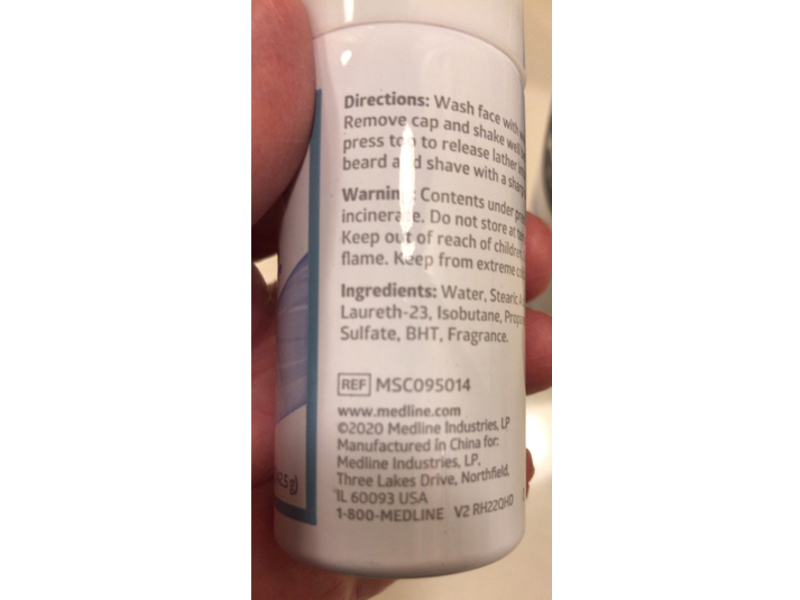 Directions: Wash face with
Remove cap and shake well
press top to release lather
beard and shave with a sharp
Warning: Contents under
incinerate. Do not store at
Keep out of reach of children.
flame. Keep from extreme
Ingredients: Water, Stearic
Laureth-23, Isobutane,
Sulfate, BHT, Fragrance.
REF MSC095014
www.medline.com
©2020 Medline Industries, LP
Manufactured in China for:
Medline Industries, LP,
Three Lakes Drive, Northfield,
IL 60093 USA
1-800-MEDLINE V2 RH22QHD